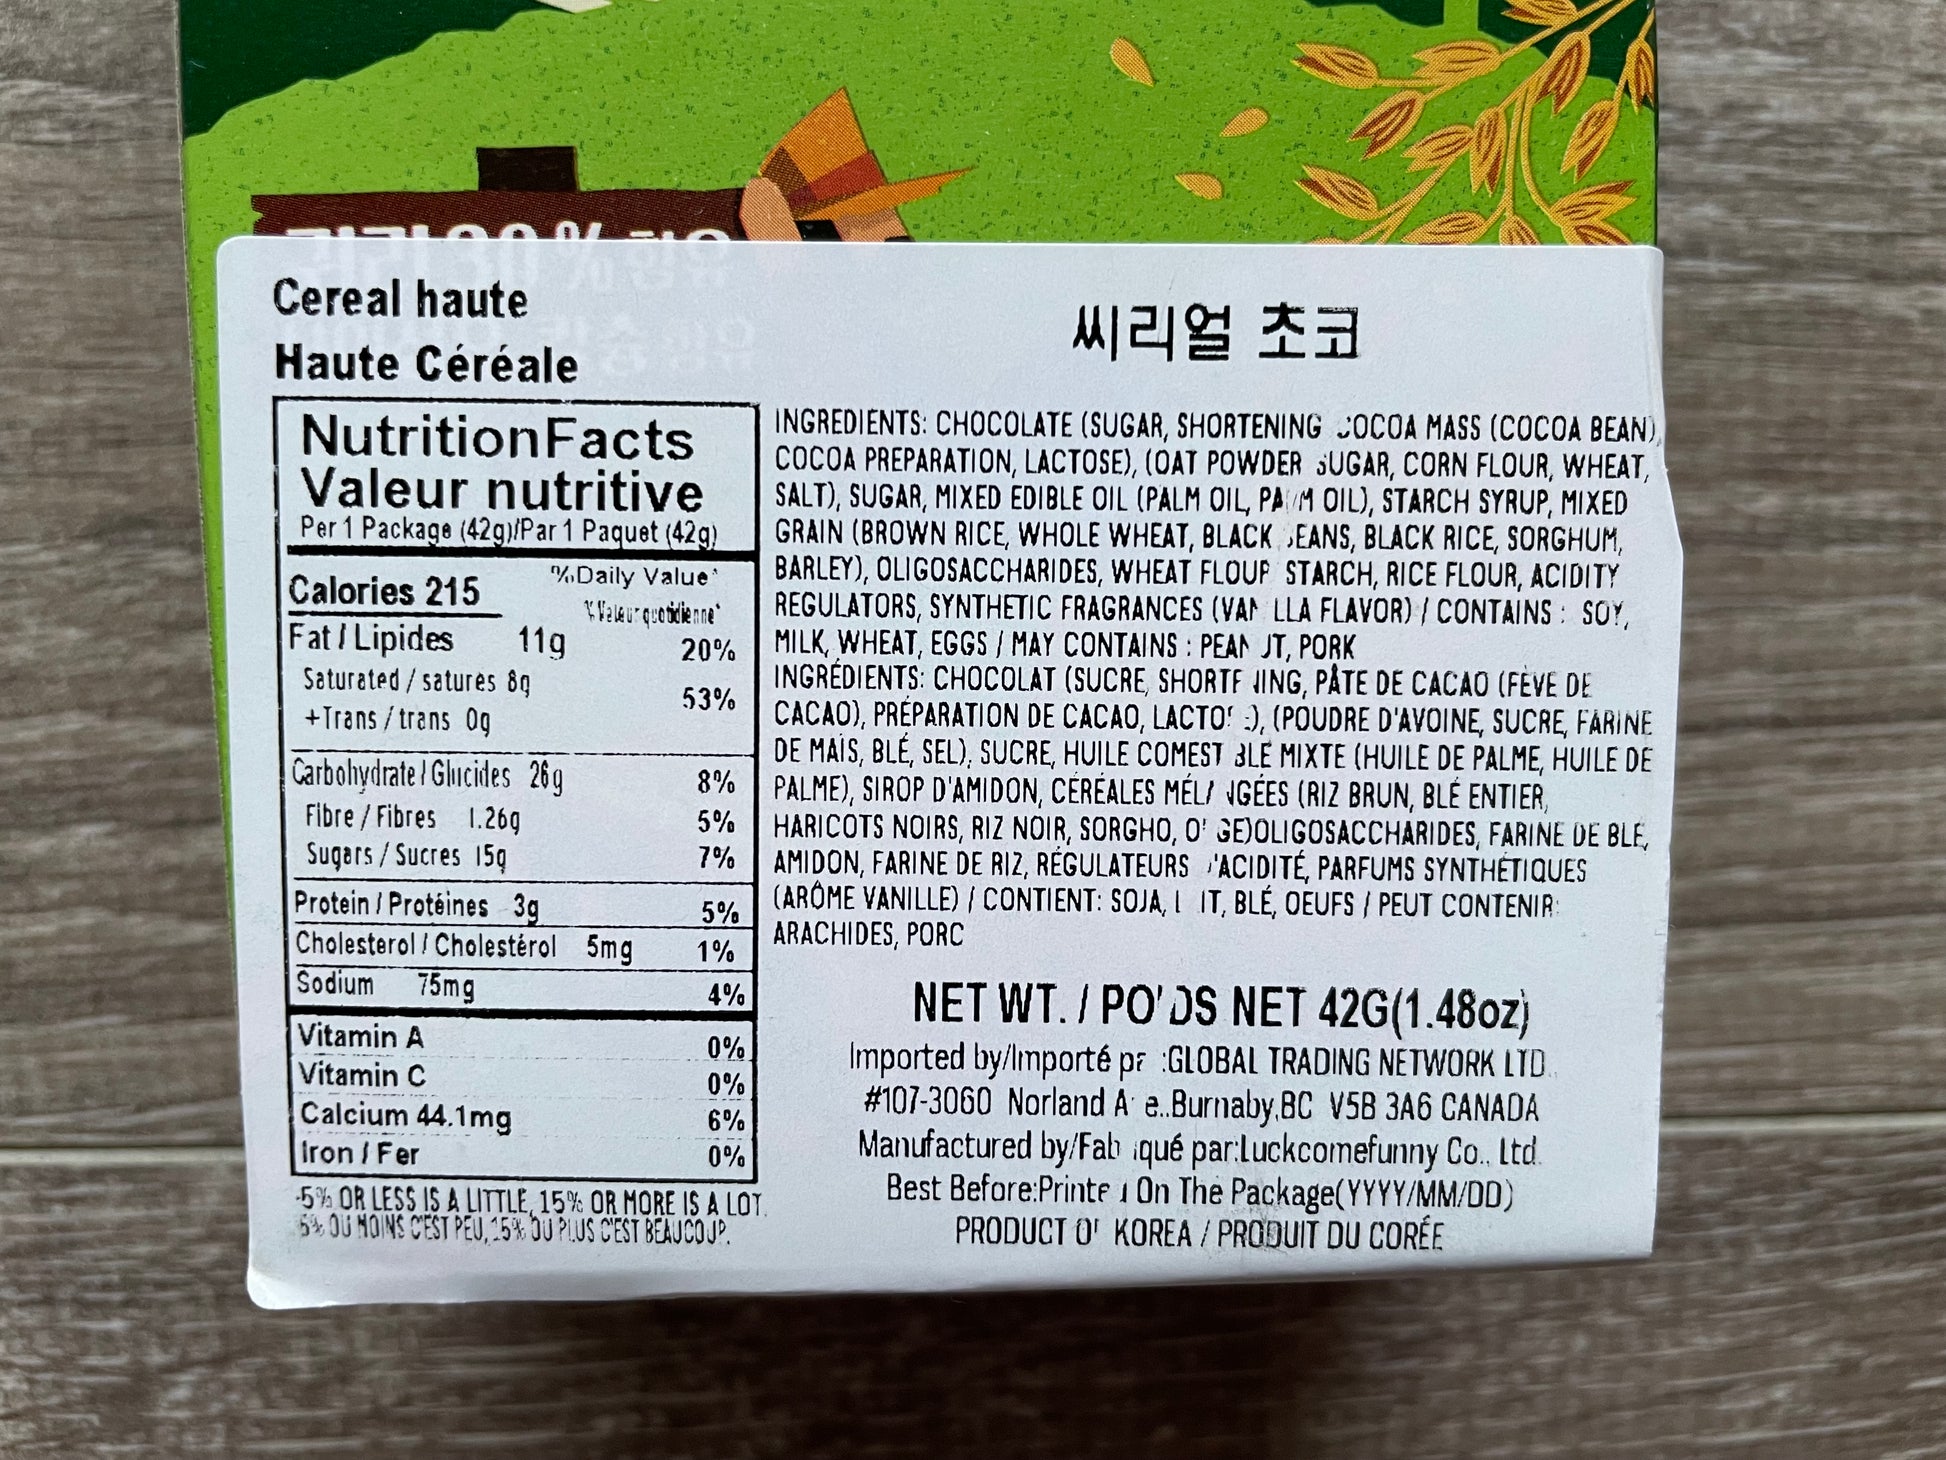 Cereal haute
Haute Céréale
씨리얼 초코
NutritionFacts
Valeur nutritive
Per 1 Package (42g)/Par 1 Paquet (42g)
%Daily Value*
Calories 215
% Valeur quotidienne*
Fat / Lipides 11g 20%
Saturated / saturés 8g 53%
+Trans / trans 0g
Carbohydrate / Glucides 26g 8%
Fibre / Fibres 1.26g 5%
Sugars / Sucres 15g 7%
Protein / Protéines 3g 5%
Cholesterol / Cholestérol 5mg 1%
Sodium 75mg 4%
Vitamin A 0%
Vitamin C 0%
Calcium 44.1mg 6%
Iron / Fer 0%
-5% OR LESS IS A LITTLE, 15% OR MORE IS A LOT.
5% OU MOINS C'EST PEU, 15% OU PLUS C'EST BEAUCOUP.
INGREDIENTS: CHOCOLATE (SUGAR, SHORTENING COCOA MASS (COCOA BEAN),
COCOA PREPARATION, LACTOSE), (OAT POWDER SUGAR, CORN FLOUR, WHEAT,
SALT), SUGAR, MIXED EDIBLE OIL (PALM OIL, PALM OIL), STARCH SYRUP, MIXED
GRAIN (BROWN RICE, WHOLE WHEAT, BLACK BEANS, BLACK RICE, SORGHUM,
BARLEY), OLIGOSACCHARIDES, WHEAT FLOUR STARCH, RICE FLOUR, ACIDITY
REGULATORS, SYNTHETIC FRAGRANCES (VANILLA FLAVOR) / CONTAINS : SOY,
MILK, WHEAT, EGGS / MAY CONTAINS : PEANUT, PORK
INGRÉDIENTS: CHOCOLAT (SUCRE, SHORTENING, PÂTE DE CACAO (FÈVE DE
CACAO), PRÉPARATION DE CACAO, LACTOSE), (POUDRE D'AVOINE, SUCRE, FARINE
DE MAÏS, BLÉ, SEL), SUCRE, HUILE COMESTIBLE MIXTE (HUILE DE PALME, HUILE DE
PALME), SIROP D'AMIDON, CÉRÉALES MÉLANGÉES (RIZ BRUN, BLÉ ENTIER,
HARICOTS NOIRS, RIZ NOIR, SORGHO, ORGE)OLIGOSACCHARIDES, FARINE DE BLÉ,
AMIDON, FARINE DE RIZ, RÉGULATEURS D'ACIDITÉ, PARFUMS SYNTHÉTIQUES
(ARÔME VANILLE) / CONTIENT: SOJA, LAIT, BLÉ, OEUFS / PEUT CONTENIR:
ARACHIDES, PORC
NET WT. / POIDS NET 42G(1.48oz)
Imported by/Importé par :GLOBAL TRADING NETWORK LTD.
#107-3060 Norland Ave..Burnaby,BC V5B 3A6 CANADA
Manufactured by/Fabriqué par:Luckcomefunny Co., Ltd.
Best Before:Printed On The Package(YYYY/MM/DD)
PRODUCT OF KOREA / PRODUIT DU CORÉE